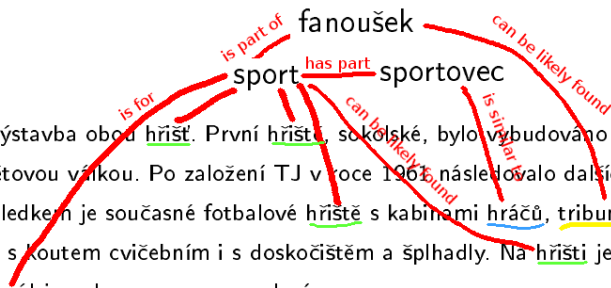 fanoušek
is part of
can be likely found
sport
has part
sportovec
is for
can be likely found
is similar to
ýstavba obou hřišť. První hřiště, sokolské, bylo vybudováno
ětovou válkou. Po založení TJ v roce 1961 následovalo další
ledkem je současné fotbalové hřiště s kabinami hráčů, tribun
s koutem cvičebním i s doskočištěm a šplhadly. Na hřišti je